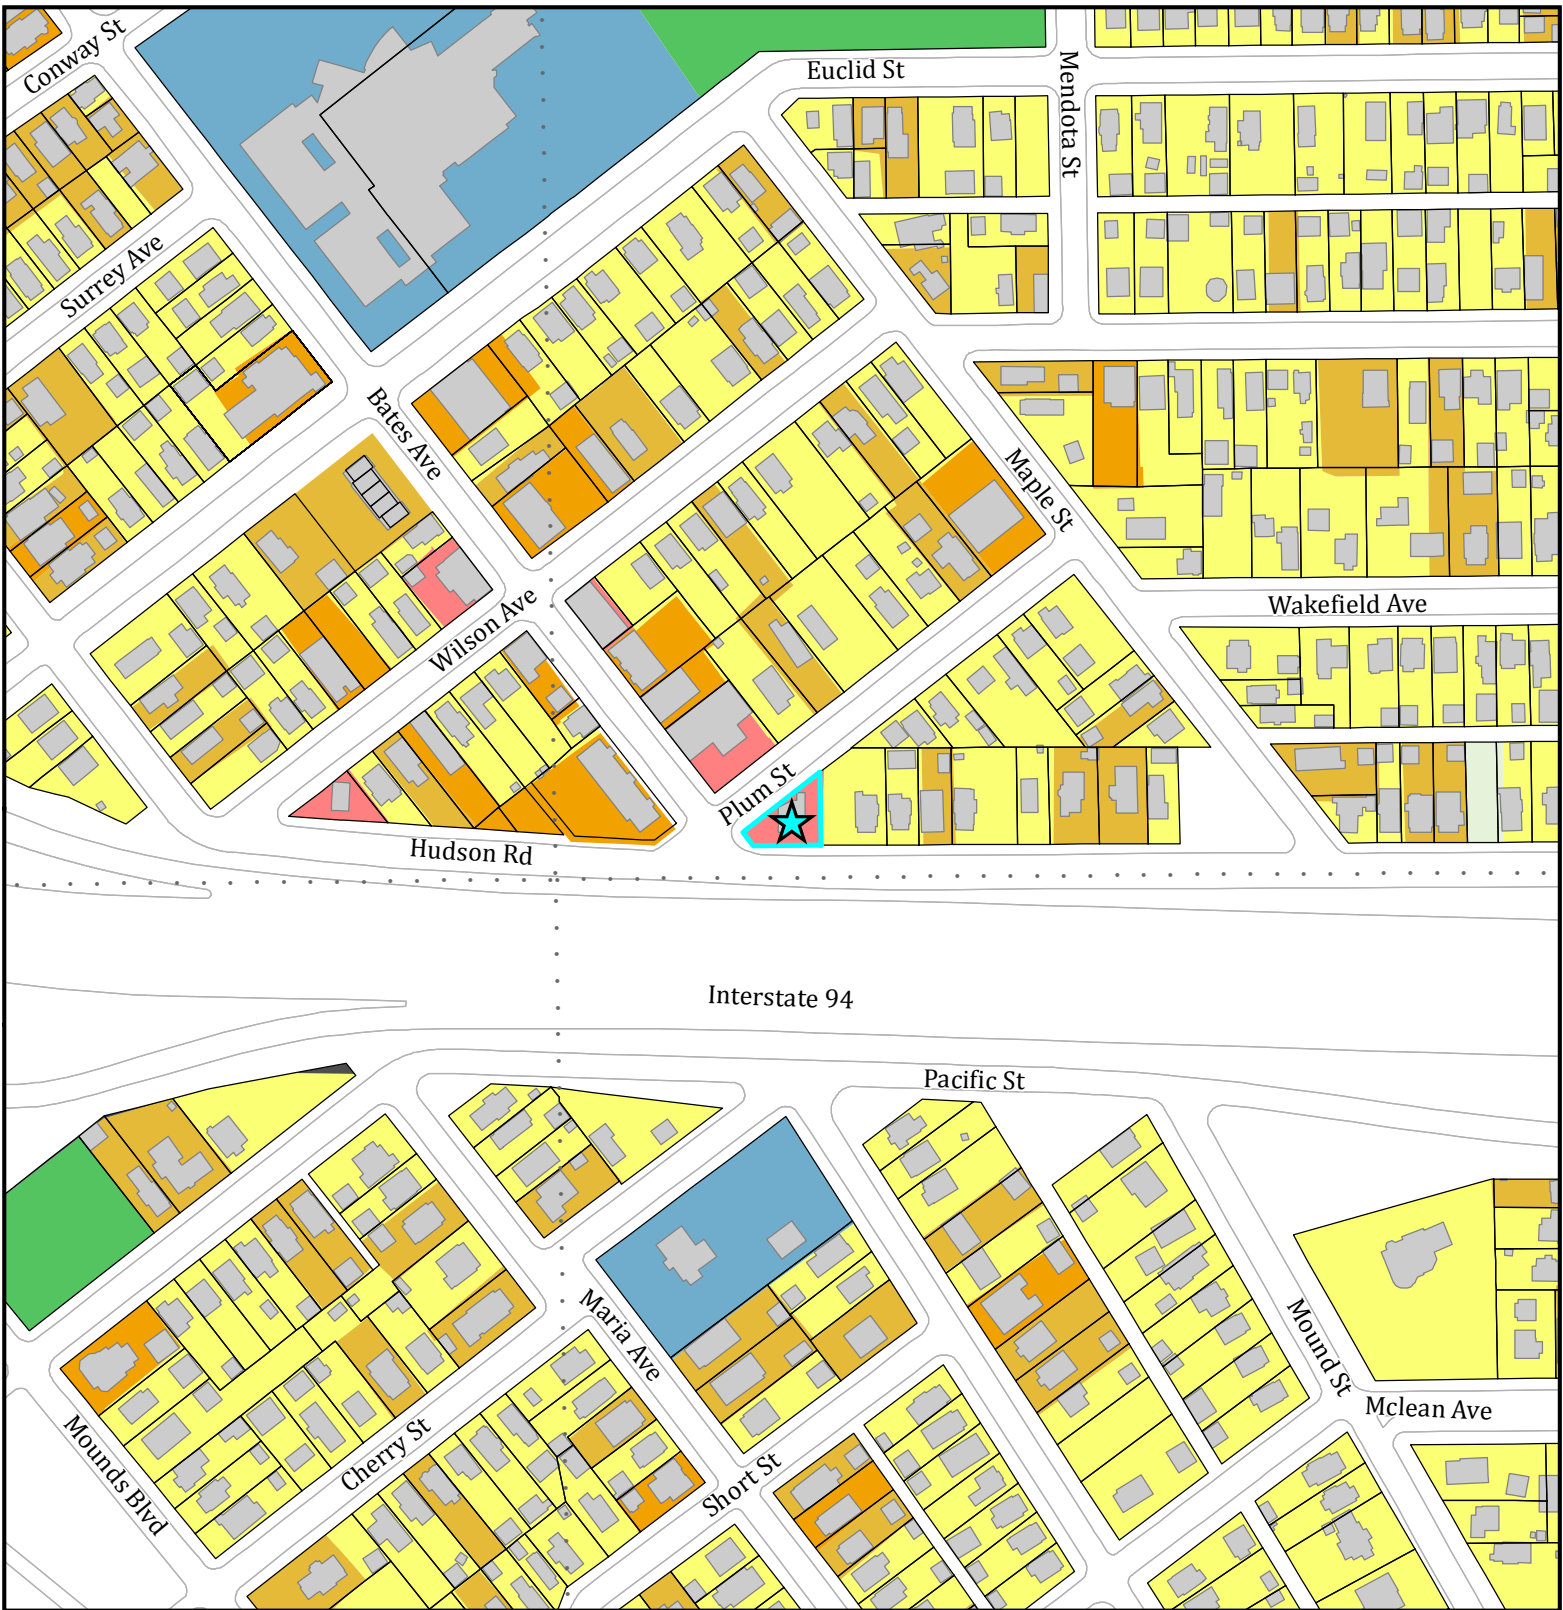 Conway St
Euclid St
Mendota St
Surrey Ave
Bates Ave
Maple St
Wilson Ave
Wakefield Ave
Plum St
Hudson Rd
Interstate 94
Pacific St
Maria Ave
Mound St
Mclean Ave
Mounds Blvd
Cherry St
Short St